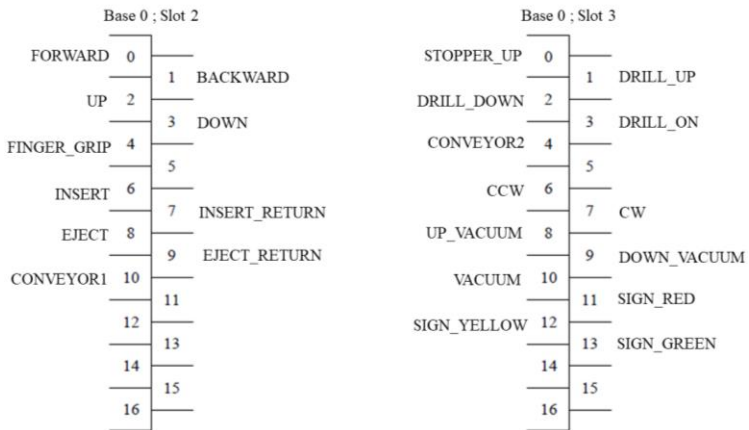 Base 0 ; Slot 2
FORWARD 0
1 BACKWARD
UP 2
3 DOWN
FINGER_GRIP 4
5
INSERT 6
7 INSERT_RETURN
EJECT 8
9 EJECT_RETURN
CONVEYOR1 10
11
12
13
14
15
16
Base 0 ; Slot 3
STOPPER_UP 0
1 DRILL_UP
DRILL_DOWN 2
3 DRILL_ON
CONVEYOR2 4
5
CCW 6
7 CW
UP_VACUUM 8
9 DOWN_VACUUM
VACUUM 10
11 SIGN_RED
SIGN_YELLOW 12
13 SIGN_GREEN
14
15
16